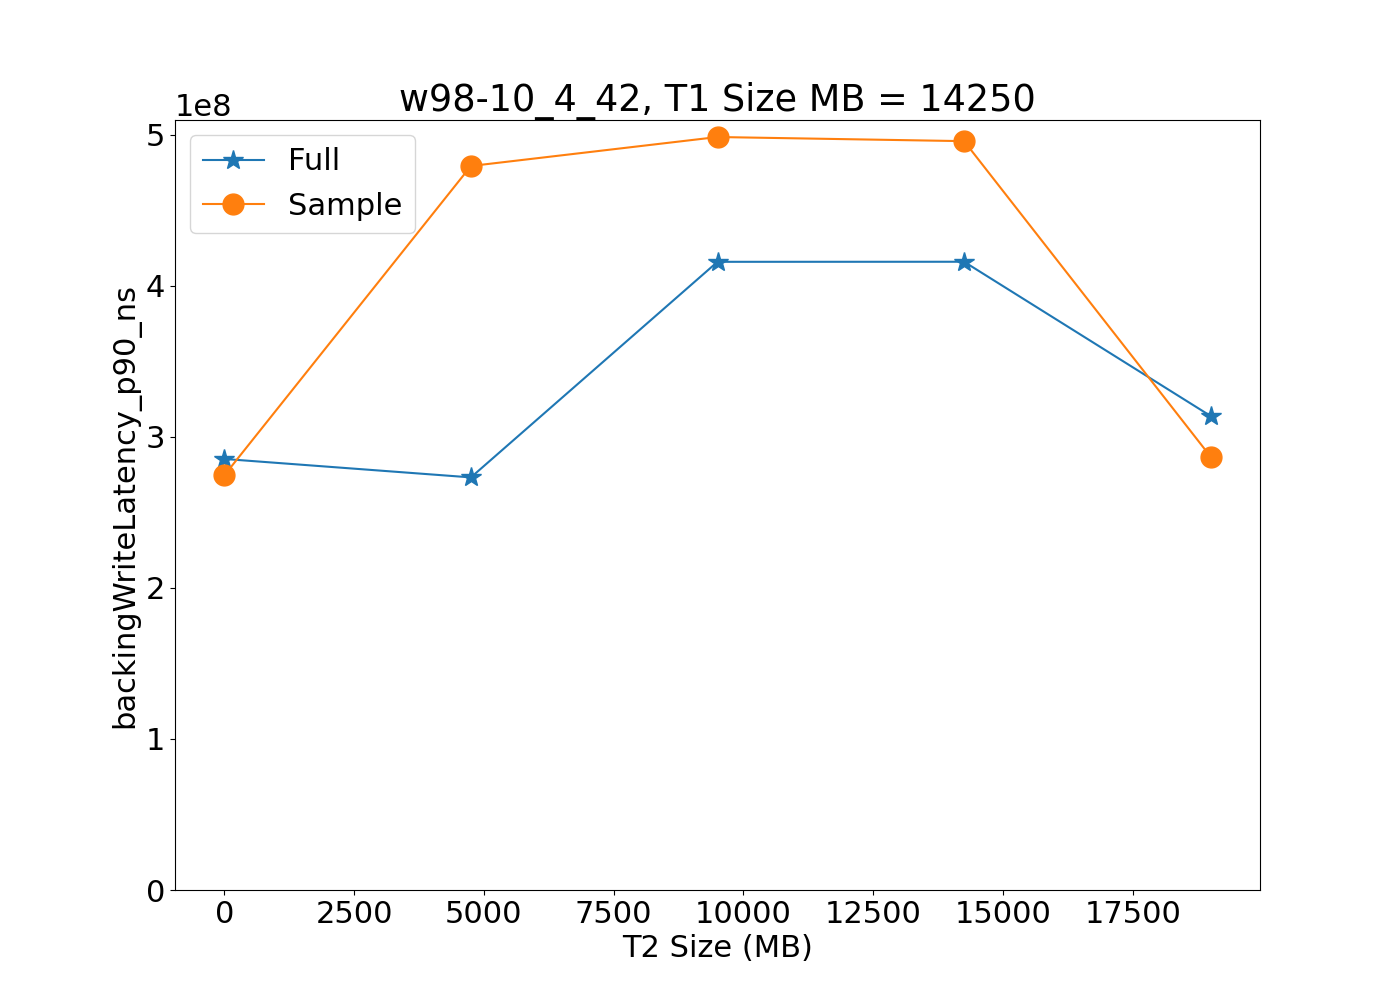 w98-10_4_42, T1 Size MB = 14250
1e8
5
4
3
2
1
0
Full
Sample
backingWriteLatency_p90_ns
0 2500 5000 7500 10000 12500 15000 17500
T2 Size (MB)